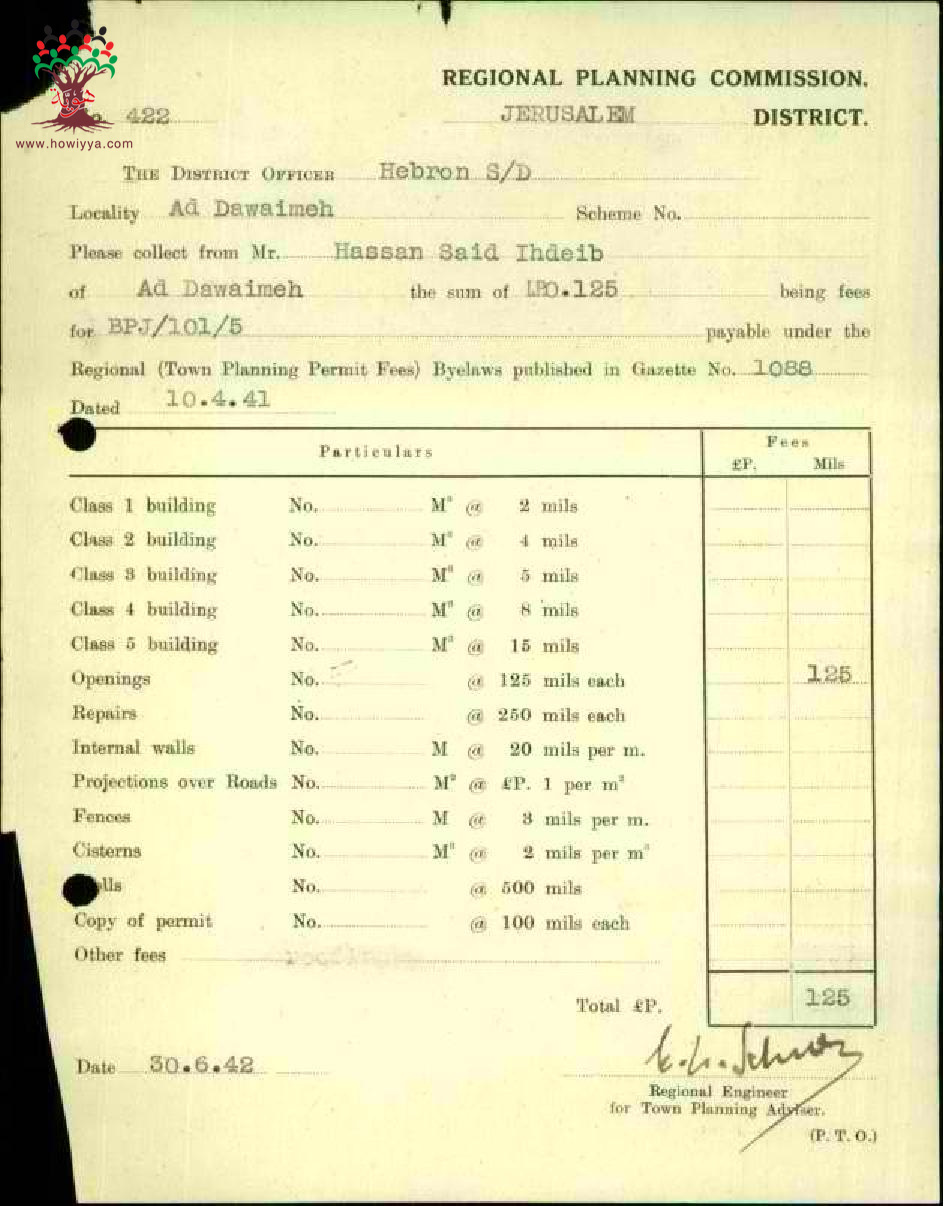 REGIONAL PLANNING COMMISSION.
422 JERUSALEM DISTRICT.
www.howiyya.com
THE DISTRICT OFFICER Hebron S/D
Locality Ad Dawaimeh Scheme No.
Please collect from Mr. Hassan Said Ihdeib
of Ad Dawaimeh the sum of LPO.125 being fees
for BPJ/101/5 payable under the
Regional (Town Planning Permit Fees) Byelaws published in Gazette No. 1088
Dated 10.4.41
Particulars Fees
£P. Mils
Class 1 building No. M² @ 2 mils
Class 2 building No. M² @ 4 mils
Class 3 building No. M² @ 5 mils
Class 4 building No. M² @ 8 mils
Class 5 building No. M² @ 15 mils
Openings No. @ 125 mils each 125
Repairs No. @ 250 mils each
Internal walls No. M @ 20 mils per m.
Projections over Roads No. M² @ £P. 1 per m²
Fences No. M @ 3 mils per m.
Cisterns No. M³ @ 2 mils per m³
lls No. @ 500 mils
Copy of permit No. @ 100 mils each
Other fees
Total £P. 125
Date 30.6.42
Regional Engineer
for Town Planning Adviser.
(P. T. O.)